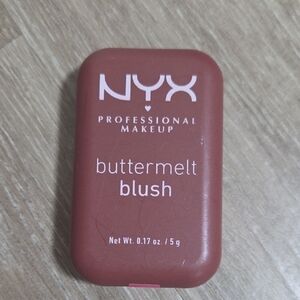 NYX
PROFESSIONAL
MAKEUP
buttermelt
blush
Net Wt. 0.17 oz. / 5 g